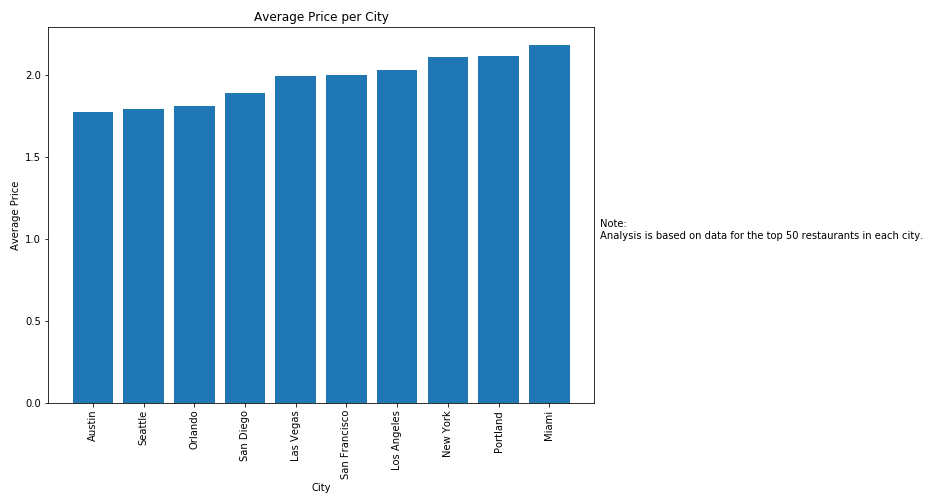 Average Price per City
Average Price
2.0
1.5
1.0
0.5
0.0
Note:
Analysis is based on data for the top 50 restaurants in each city.
Austin
Seattle
Orlando
San Diego
Las Vegas
San Francisco
Los Angeles
New York
Portland
Miami
City